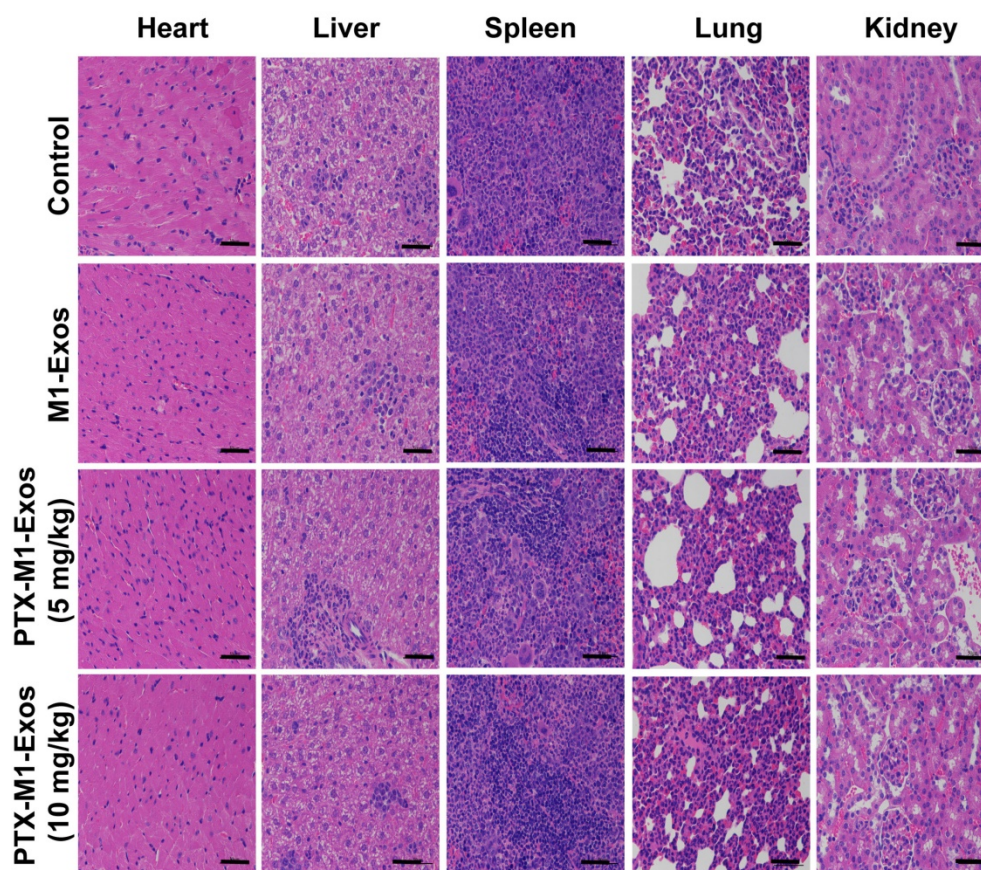 Heart Liver Spleen Lung Kidney
Control
M1-Exos
PTX-M1-Exos
(5 mg/kg)
PTX-M1-Exos
(10 mg/kg)